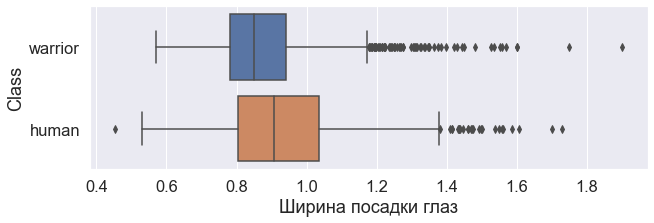 Class
warrior
human
0.4 0.6 0.8 1.0 1.2 1.4 1.6 1.8
Ширина посадки глаз